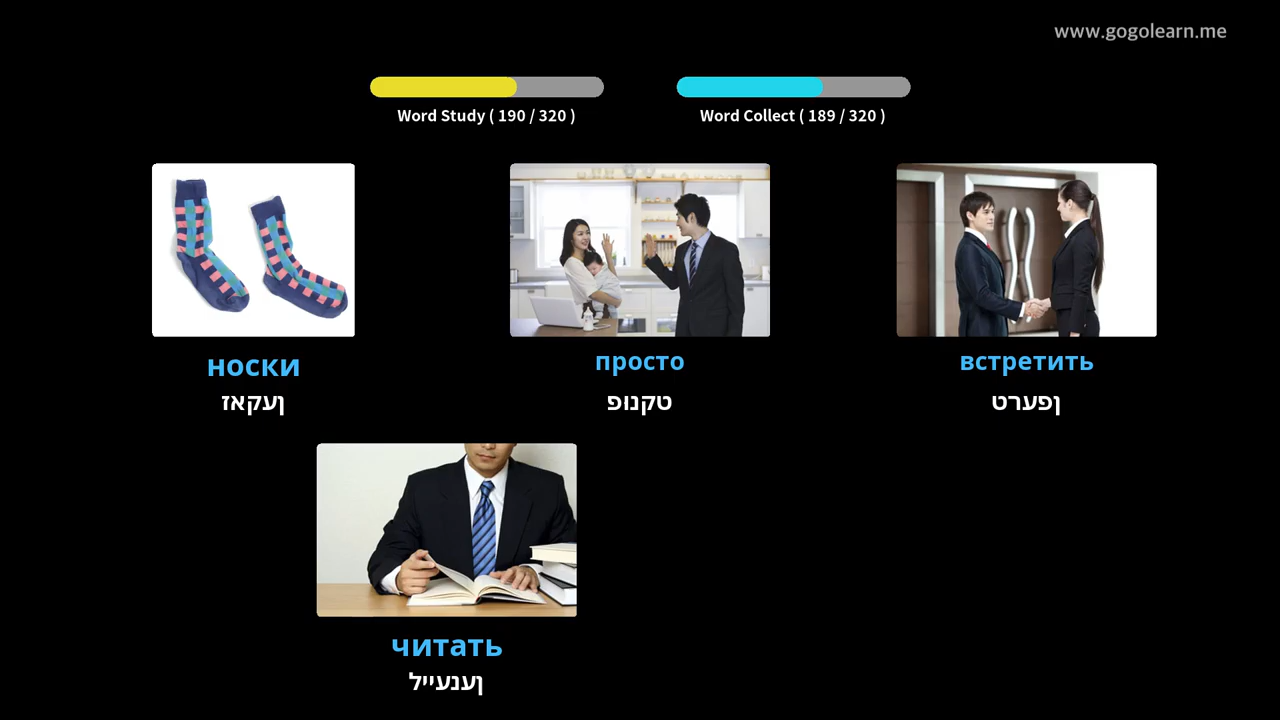 www.gogolearn.me
Word Study ( 190 / 320 )
Word Collect ( 189 / 320 )
носки
זאקען
просто
פונקט
встретить
טרעפן
читать
לייענען